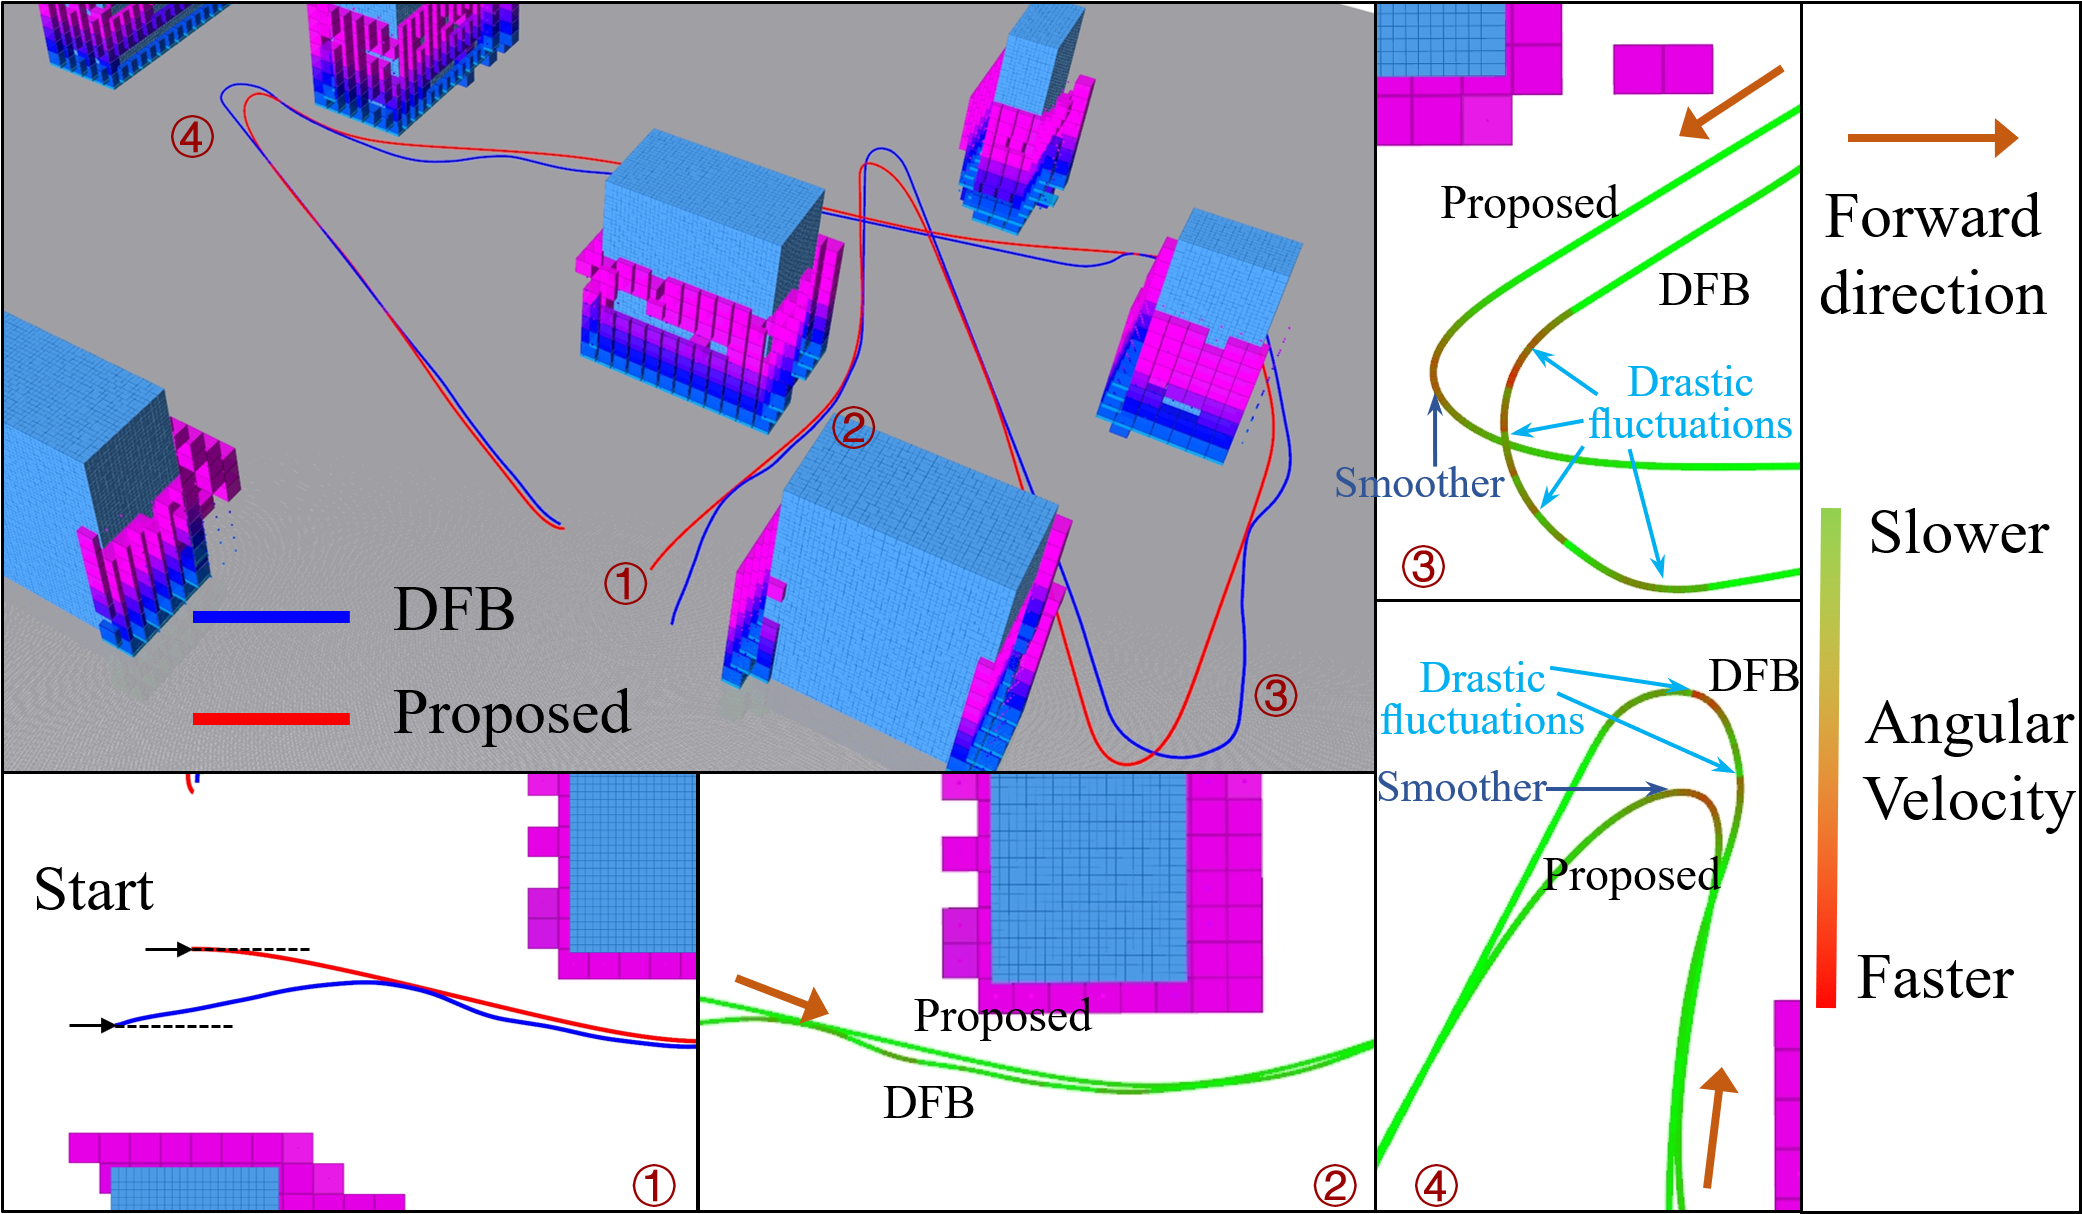 ④
②
①
③
DFB
Proposed
Proposed
DFB
Drastic
fluctuations
Smoother
③
Forward
direction
Slower
Angular
Velocity
Faster
Start
①
Proposed
DFB
②
DFB
Drastic
fluctuations
Smoother
Proposed
④